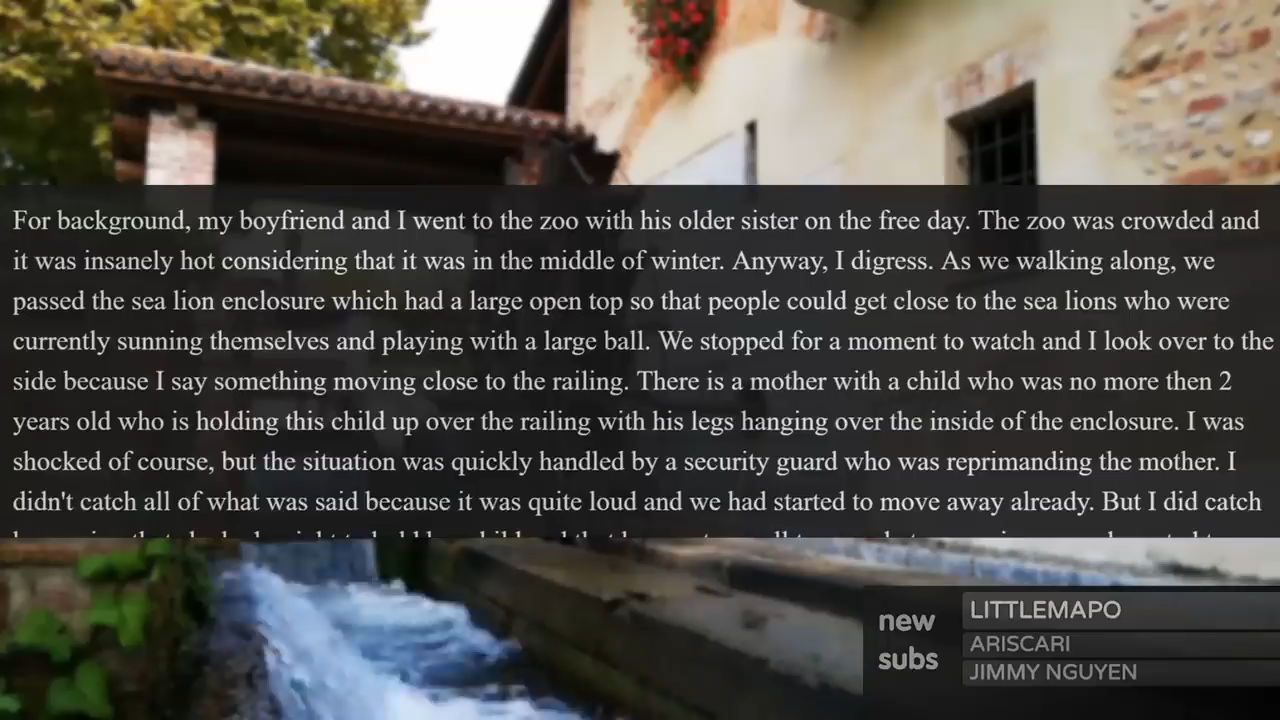 For background, my boyfriend and I went to the zoo with his older sister on the free day. The zoo was crowded and
it was insanely hot considering that it was in the middle of winter. Anyway, I digress. As we walking along, we
passed the sea lion enclosure which had a large open top so that people could get close to the sea lions who were
currently sunning themselves and playing with a large ball. We stopped for a moment to watch and I look over to the
side because I say something moving close to the railing. There is a mother with a child who was no more then 2
years old who is holding this child up over the railing with his legs hanging over the inside of the enclosure. I was
shocked of course, but the situation was quickly handled by a security guard who was reprimanding the mother. I
didn't catch all of what was said because it was quite loud and we had started to move away already. But I did catch
new
subs
LITTLEMAPO
ARISCARI
JIMMY NGUYEN